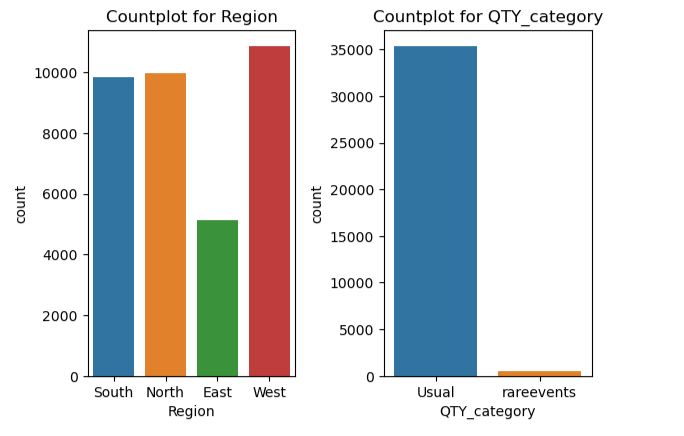 Countplot for Region
count
10000
8000
6000
4000
2000
0
South North East West
Region
Countplot for QTY_category
count
35000
30000
25000
20000
15000
10000
5000
0
Usual rareevents
QTY_category